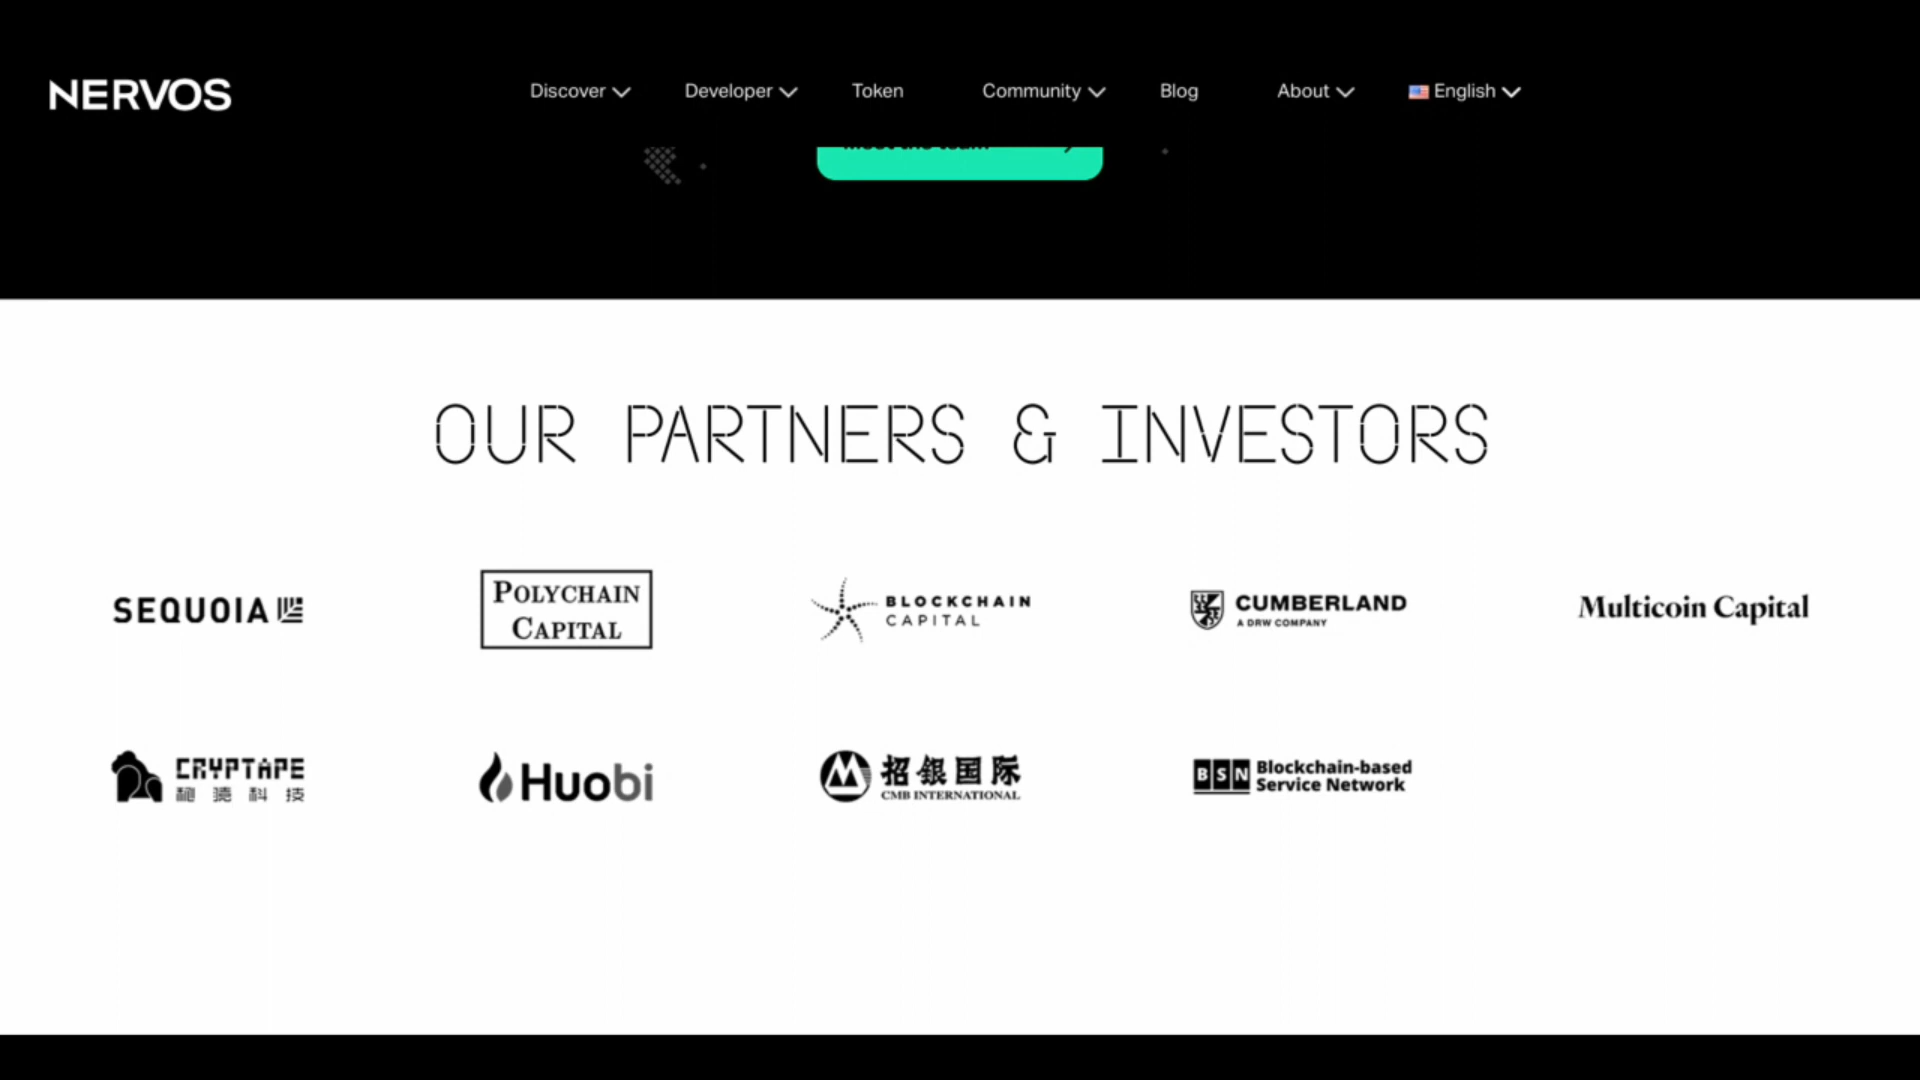 NERVOS
Discover
Developer
Token
Community
Blog
About
English
OUR PARTNERS & INVESTORS
SEQUOIA
POLYCHAIN
CAPITAL
BLOCKCHAIN
CAPITAL
CUMBERLAND
A DRW COMPANY
Multicoin Capital
CRYPTAPE
秘猿科技
Huobi
招银国际
CMB INTERNATIONAL
BSN
Blockchain-based
Service Network